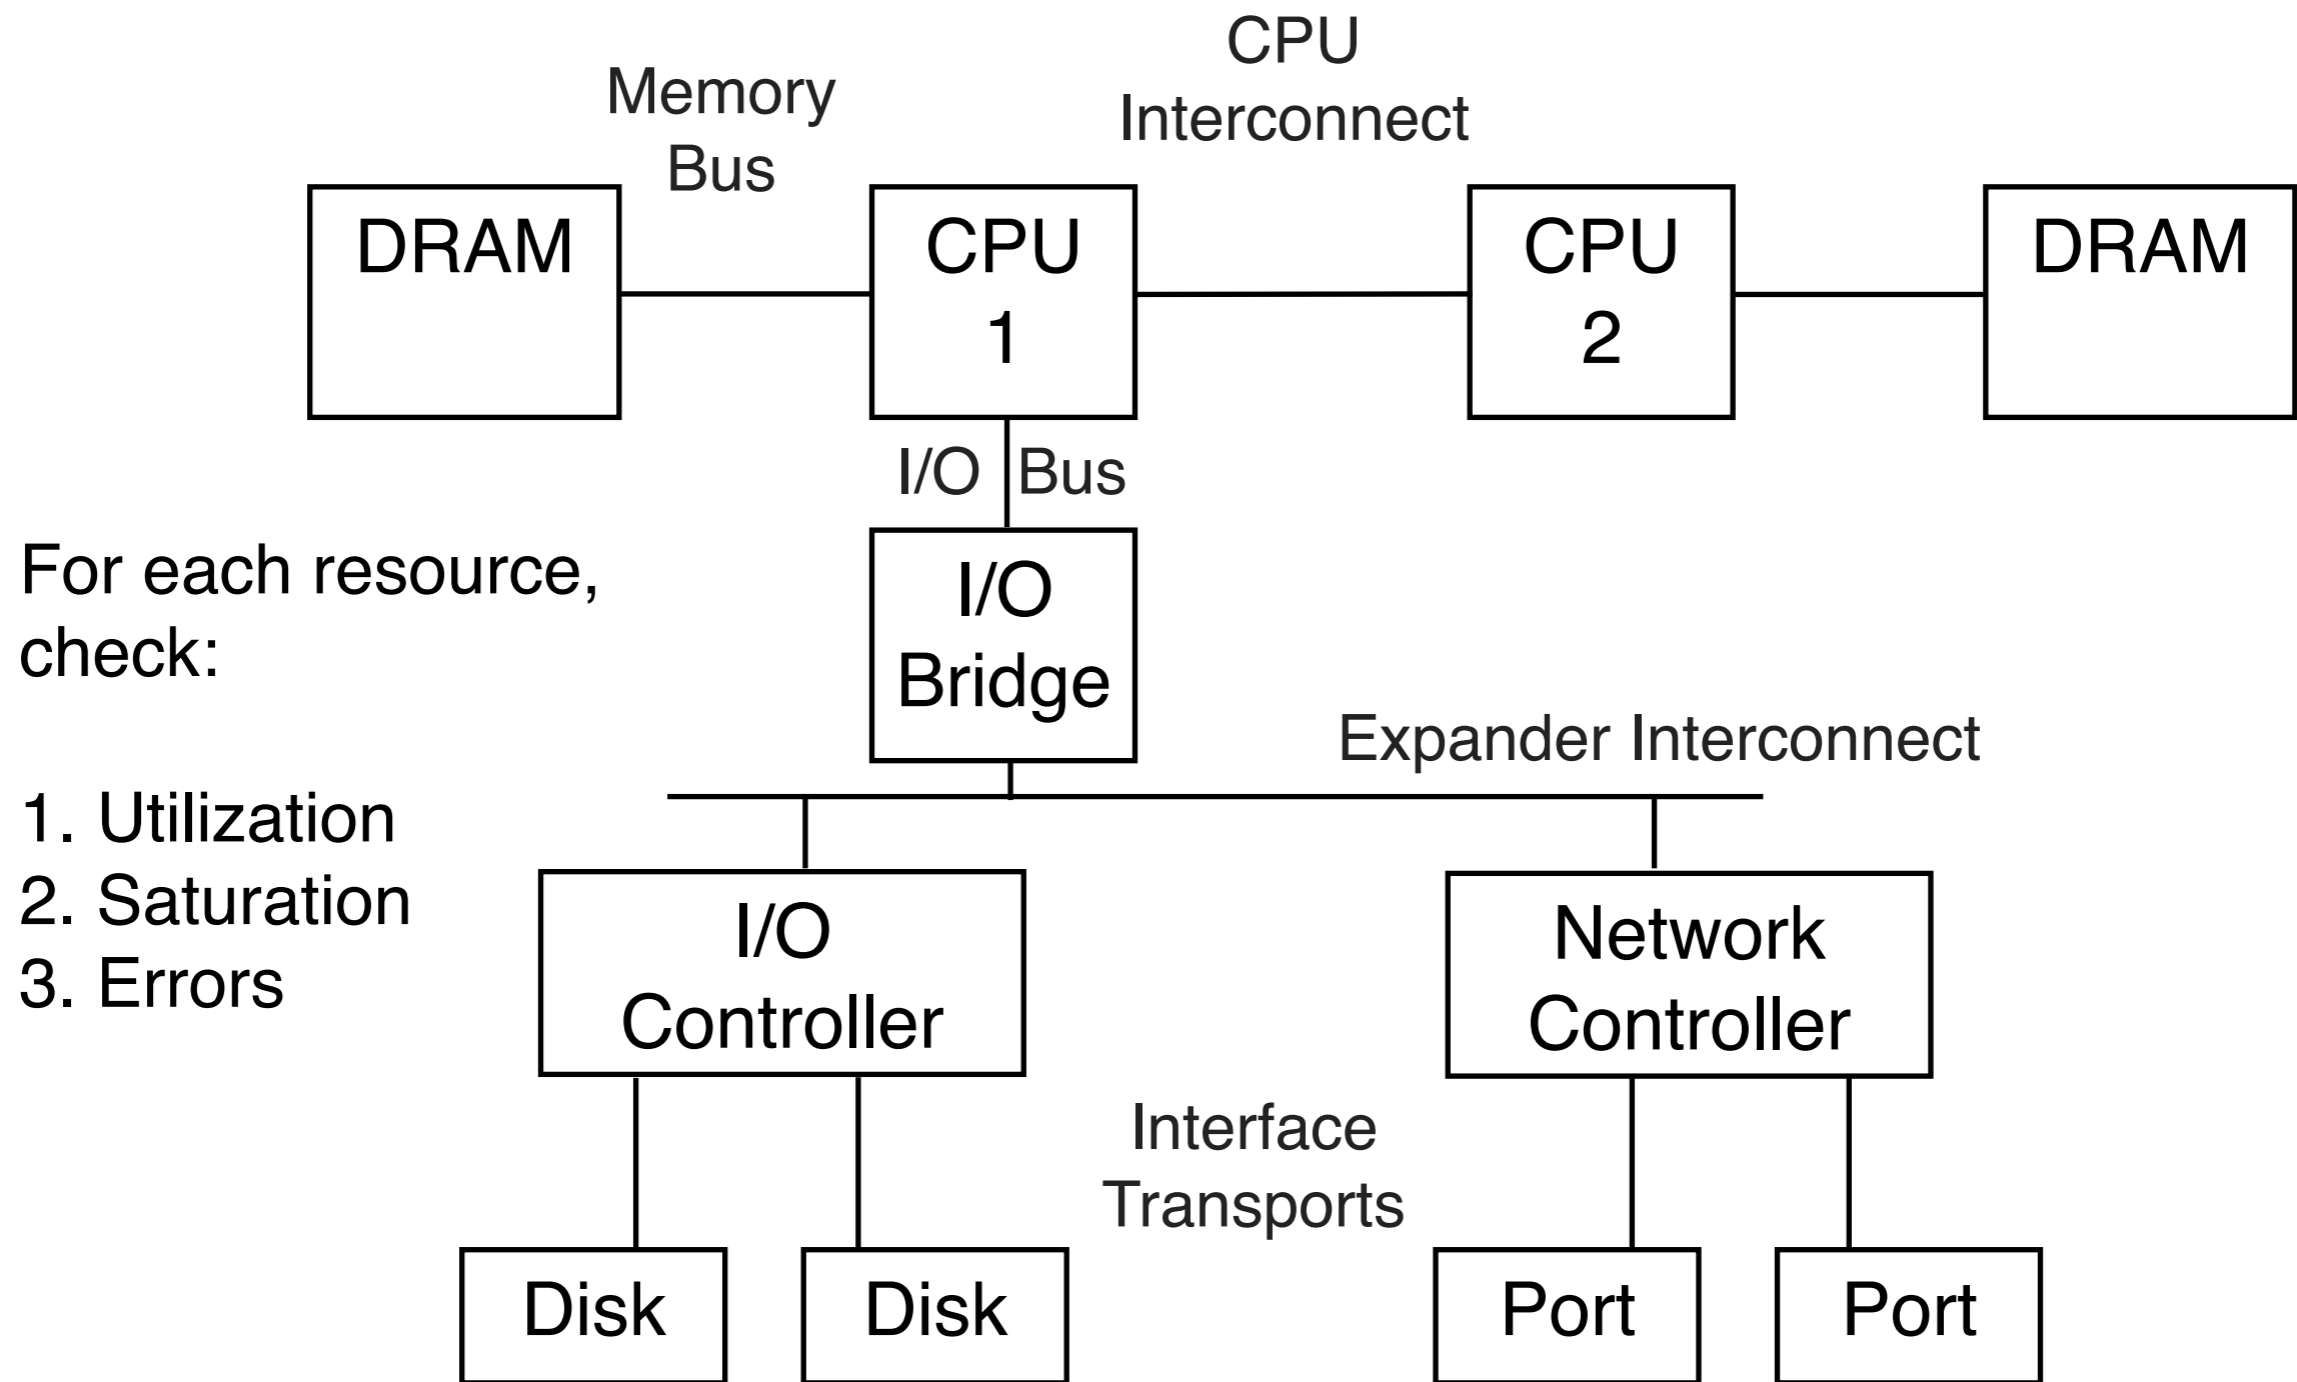 CPU
Interconnect
Memory
Bus
DRAM
CPU
1
CPU
2
DRAM
I/O Bus
I/O
Bridge
For each resource,
check:
1. Utilization
2. Saturation
3. Errors
Expander Interconnect
I/O
Controller
Network
Controller
Interface
Transports
Disk
Disk
Port
Port